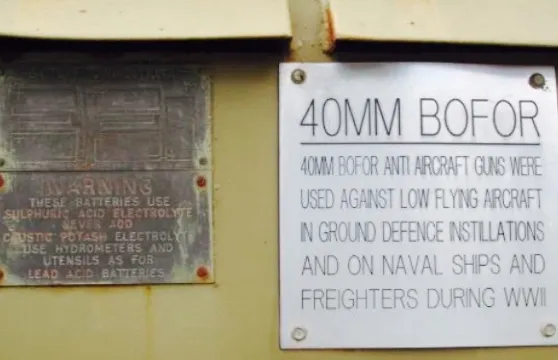 WARNING
THESE BATTERIES USE
SULPHURIC ACID ELECTROLYTE
NEVER ADD
CAUSTIC POTASH ELECTROLYTE
USE HYDROMETERS AND
UTENSILS AS FOR
LEAD ACID BATTERIES
40MM BOFOR
40MM BOFOR ANTI AIRCRAFT GUNS WERE
USED AGAINST LOW FLYING AIRCRAFT
IN GROUND DEFENCE INSTILLATIONS
AND ON NAVAL SHIPS AND
FREIGHTERS DURING WWII